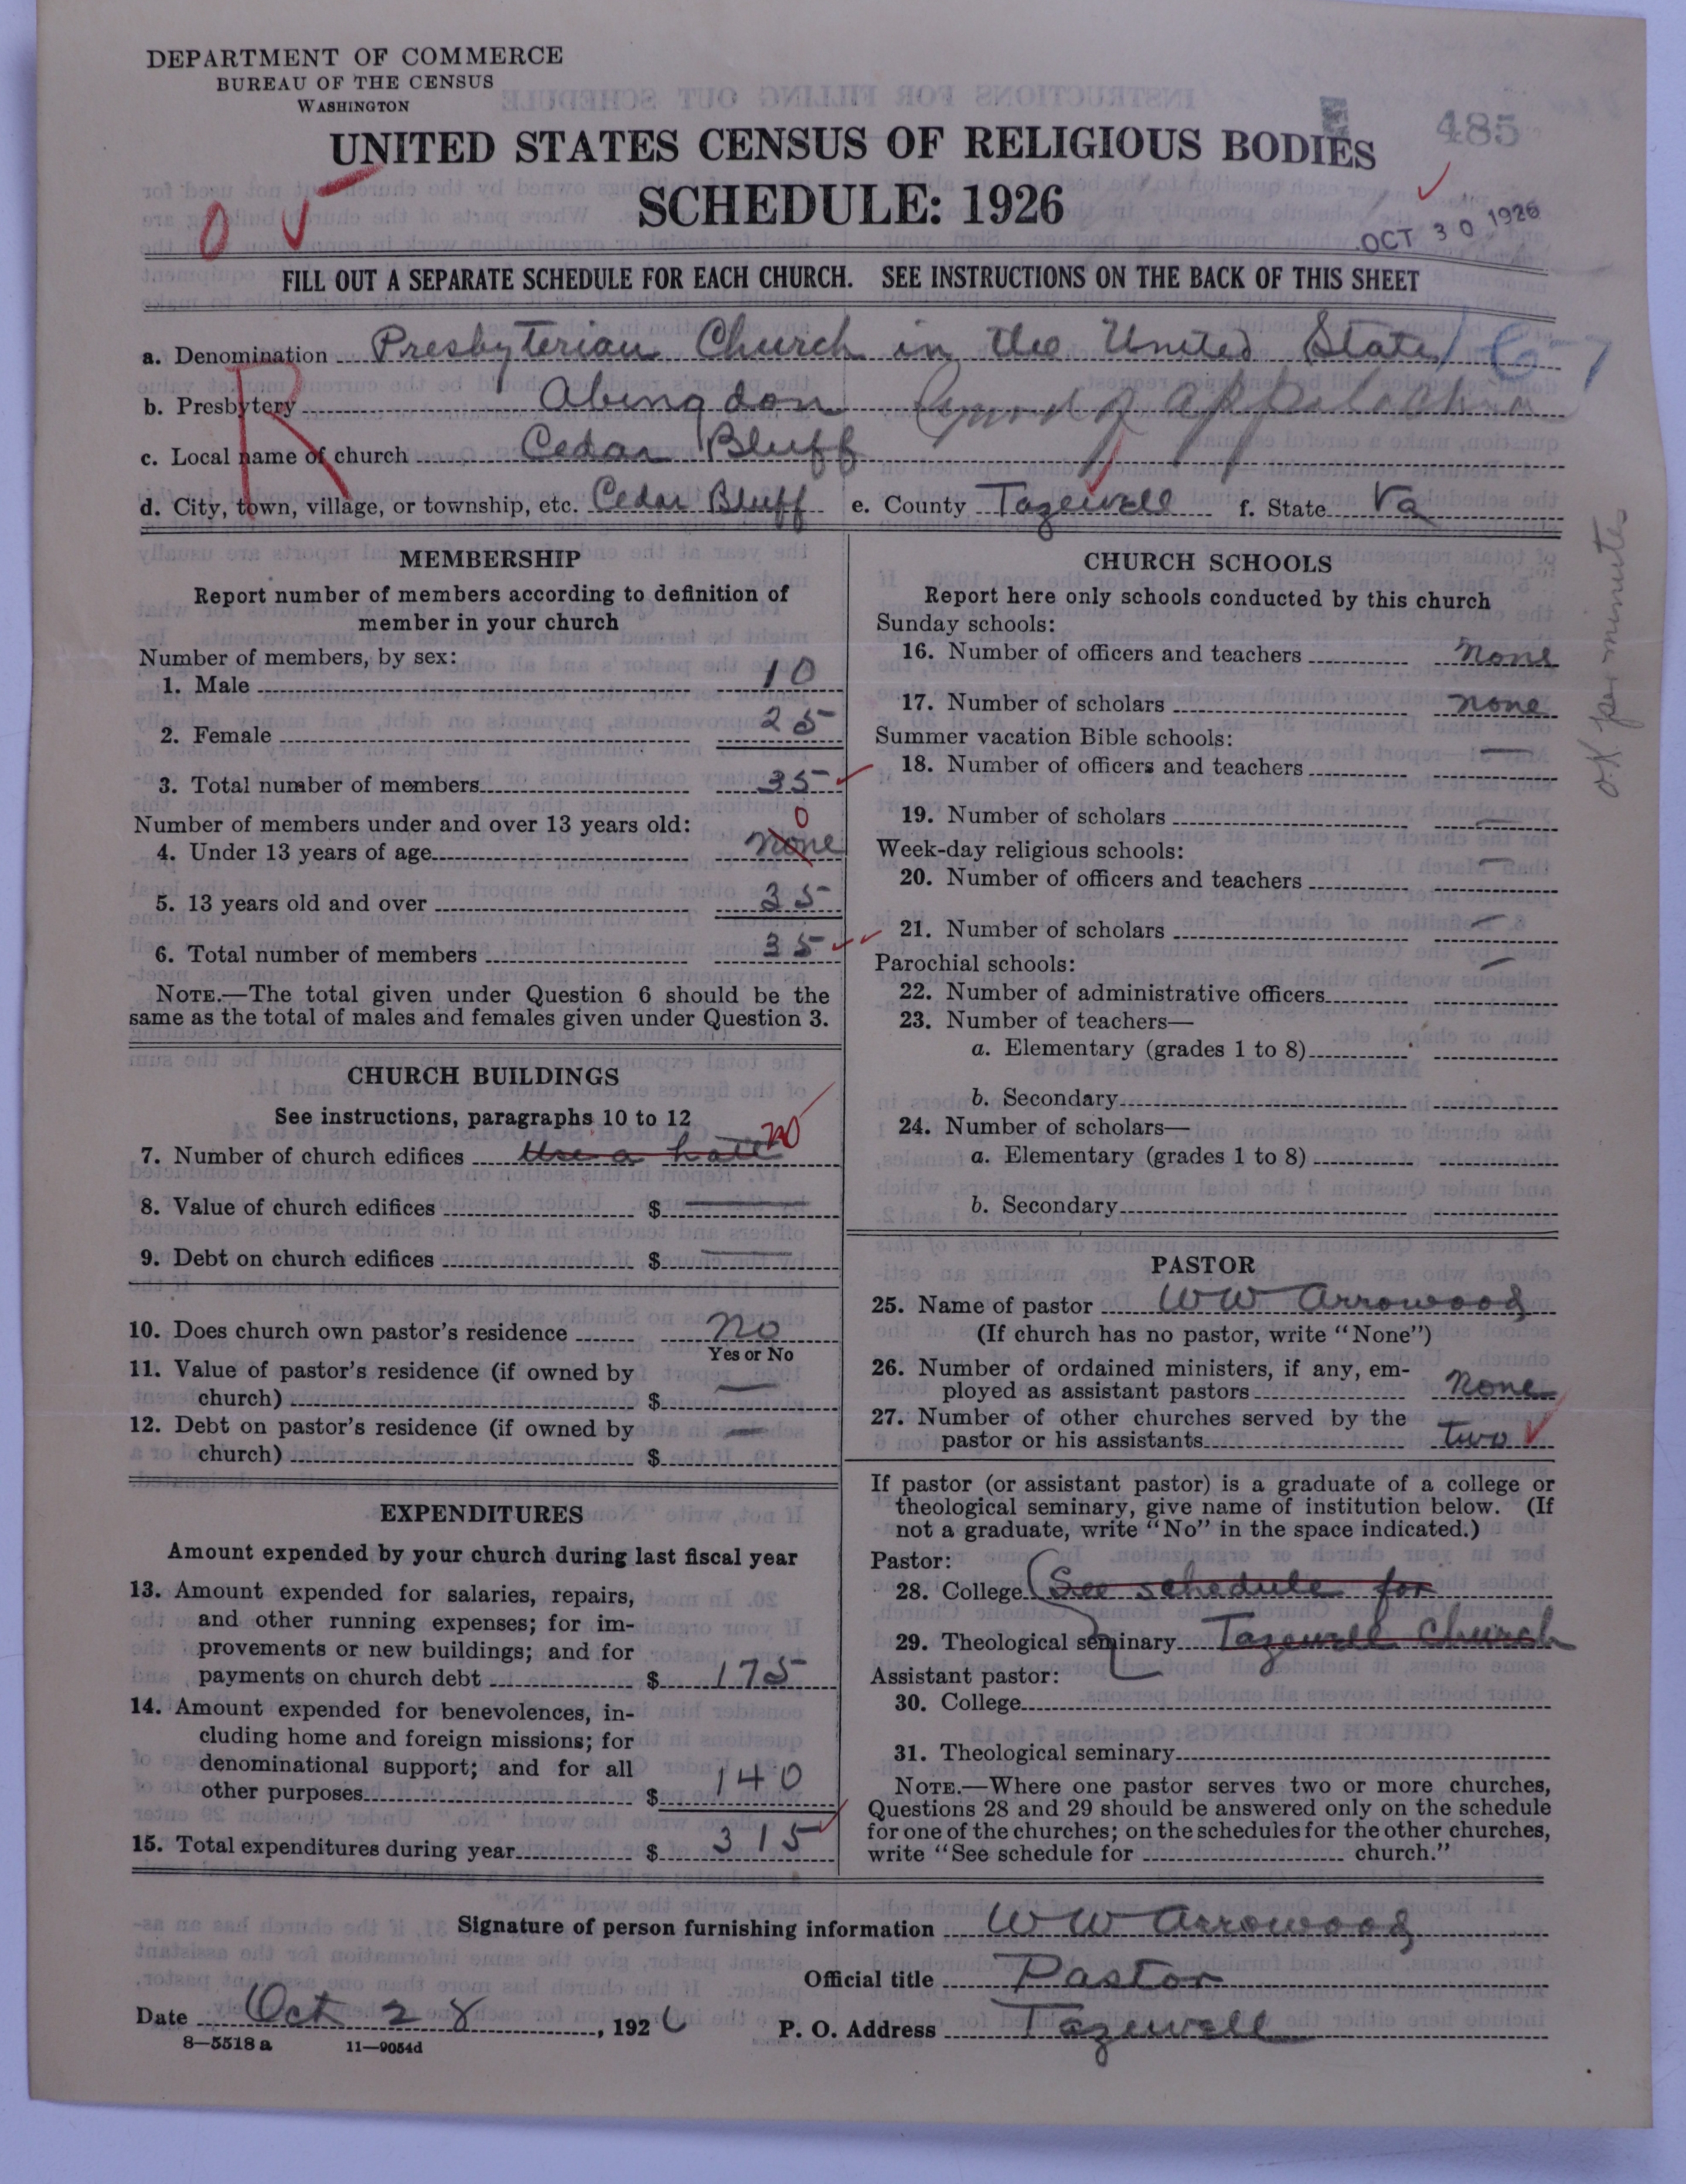 DEPARTMENT OF COMMERCE
BUREAU OF THE CENSUS
WASHINGTON
UNITED STATES CENSUS OF RELIGIOUS BODIES
485
SCHEDULE: 1926
OCT 30 1926
FILL OUT A SEPARATE SCHEDULE FOR EACH CHURCH. SEE INSTRUCTIONS ON THE BACK OF THIS SHEET
a. Denomination Presbyterian Church in the United States
b. Presbytery Abingdon Synod of Appalachia
R
c. Local name of church Cedar Bluff
d. City, town, village, or township, etc. Cedar Bluff e. County Tazewell f. State Va
O.K. per minutes
MEMBERSHIP
Report number of members according to definition of
member in your church
Number of members, by sex:
1. Male 10
2. Female 25
3. Total number of members 35
Number of members under and over 13 years old: 0
4. Under 13 years of age none
5. 13 years old and over 35
6. Total number of members 35
NOTE.—The total given under Question 6 should be the
same as the total of males and females given under Question 3.
CHURCH BUILDINGS
See instructions, paragraphs 10 to 12
7. Number of church edifices Use a hall no
8. Value of church edifices $ —
9. Debt on church edifices $ —
10. Does church own pastor's residence no
Yes or No
11. Value of pastor's residence (if owned by
church) $ —
12. Debt on pastor's residence (if owned by
church) $ —
EXPENDITURES
Amount expended by your church during last fiscal year
13. Amount expended for salaries, repairs,
and other running expenses; for im-
provements or new buildings; and for
payments on church debt $ 175
14. Amount expended for benevolences, in-
cluding home and foreign missions; for
denominational support; and for all
other purposes $ 140
15. Total expenditures during year $ 315
CHURCH SCHOOLS
Report here only schools conducted by this church
Sunday schools:
16. Number of officers and teachers none
17. Number of scholars none
Summer vacation Bible schools:
18. Number of officers and teachers —
19. Number of scholars —
Week-day religious schools:
20. Number of officers and teachers —
21. Number of scholars —
Parochial schools:
22. Number of administrative officers —
23. Number of teachers—
a. Elementary (grades 1 to 8)
b. Secondary
24. Number of scholars—
a. Elementary (grades 1 to 8)
b. Secondary
PASTOR
25. Name of pastor W W Arrowood
(If church has no pastor, write "None")
26. Number of ordained ministers, if any, em-
ployed as assistant pastors None
27. Number of other churches served by the
pastor or his assistants two
If pastor (or assistant pastor) is a graduate of a college or
theological seminary, give name of institution below. (If
not a graduate, write "No" in the space indicated.)
Pastor:
28. College (See schedule for
29. Theological seminary Tazewell Church
Assistant pastor:
30. College
31. Theological seminary
NOTE.—Where one pastor serves two or more churches,
Questions 28 and 29 should be answered only on the schedule
for one of the churches; on the schedules for the other churches,
write "See schedule for church."
Signature of person furnishing information W W Arrowood
Official title Pastor
Date Oct 28, 1926 P. O. Address Tazewell
8—5518 a 11—9054d